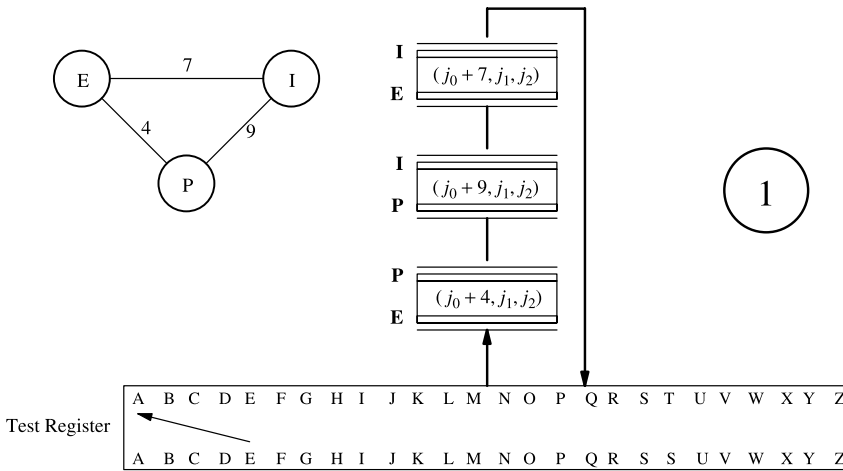 7
E I
4 9
P
I
(j₀ + 7, j₁, j₂)
E
I
(j₀ + 9, j₁, j₂)
P
1
P
(j₀ + 4, j₁, j₂)
E
A B C D E F G H I J K L M N O P Q R S T U V W X Y Z
Test Register
A B C D E F G H I J K L M N O P Q R S S U V W X Y Z